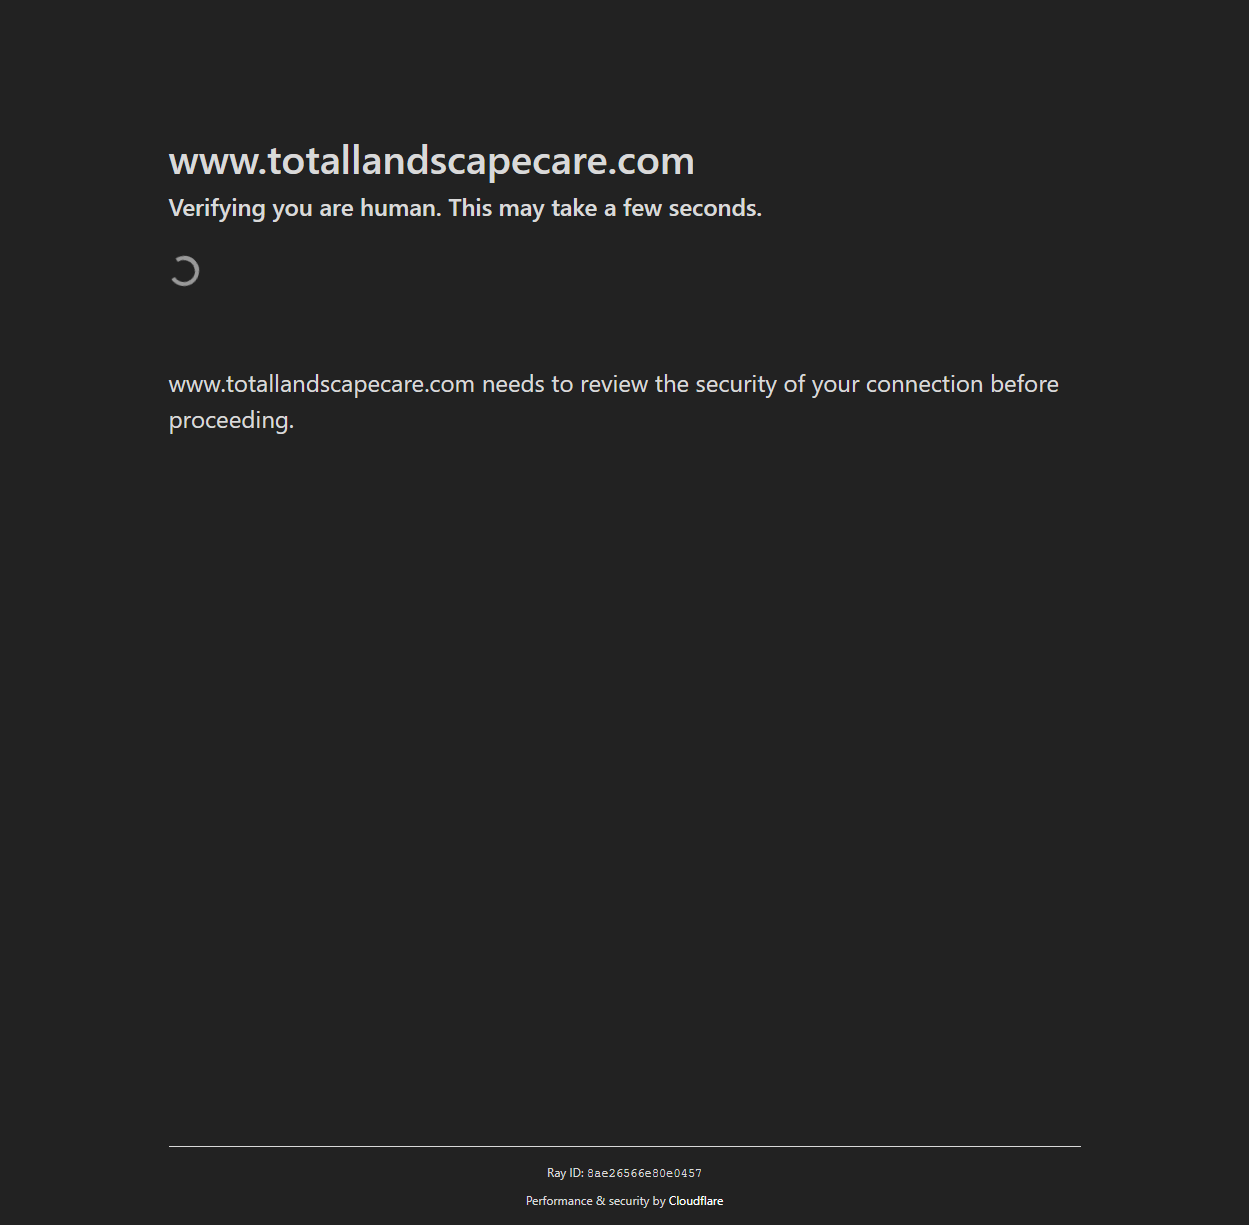 www.totallandscapecare.com
Verifying you are human. This may take a few seconds.
www.totallandscapecare.com needs to review the security of your connection before
proceeding.
Ray ID: 8ae26566e80e0457
Performance & security by Cloudflare